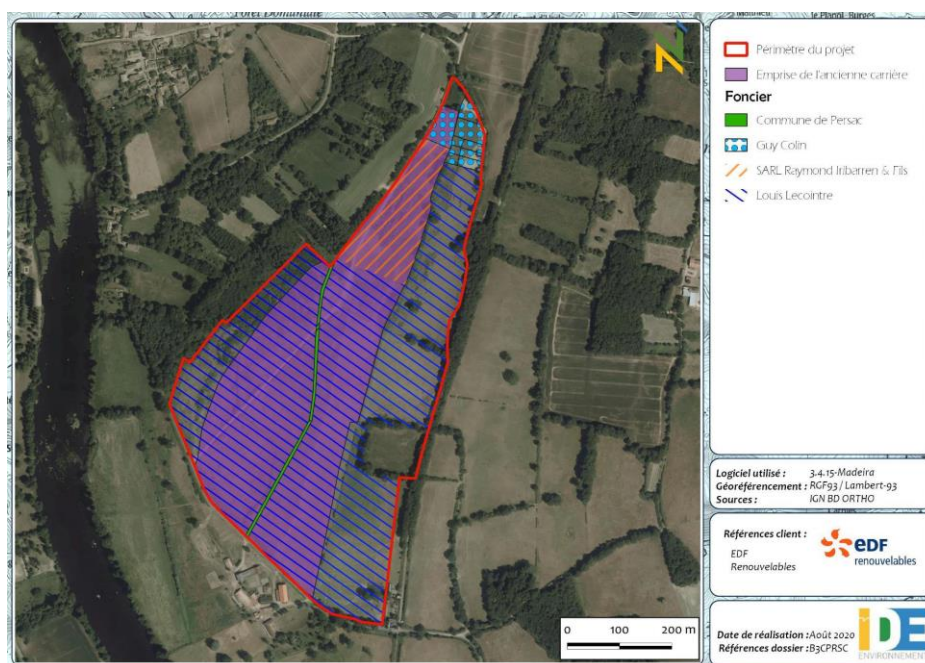 Périmètre du projet
Emprise de l'ancienne carrière
Foncier
Commune de Persac
Guy Colin
SARL Raymond Iribarren & Fils
Louis Lecointre
0 100 200 m
Logiciel utilisé : 3.4.15-Madeira
Géoréférencement : RGF93 / Lambert-93
Sources : IGN BD ORTHO
Références client :
EDF
Renouvelables
eDF
renouvelables
Date de réalisation : Août 2020
Références dossier : B3CPRSC
IDE
ENVIRONNEMENT